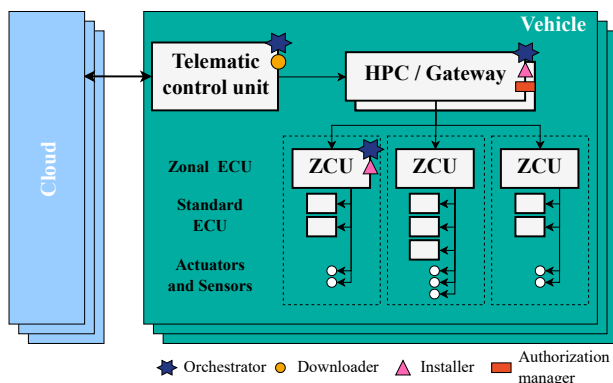 Vehicle
Telematic
control unit
HPC / Gateway
Cloud
Zonal ECU
ZCU
ZCU
ZCU
Standard
ECU
Actuators
and Sensors
Orchestrator
Downloader
Installer
Authorization
manager